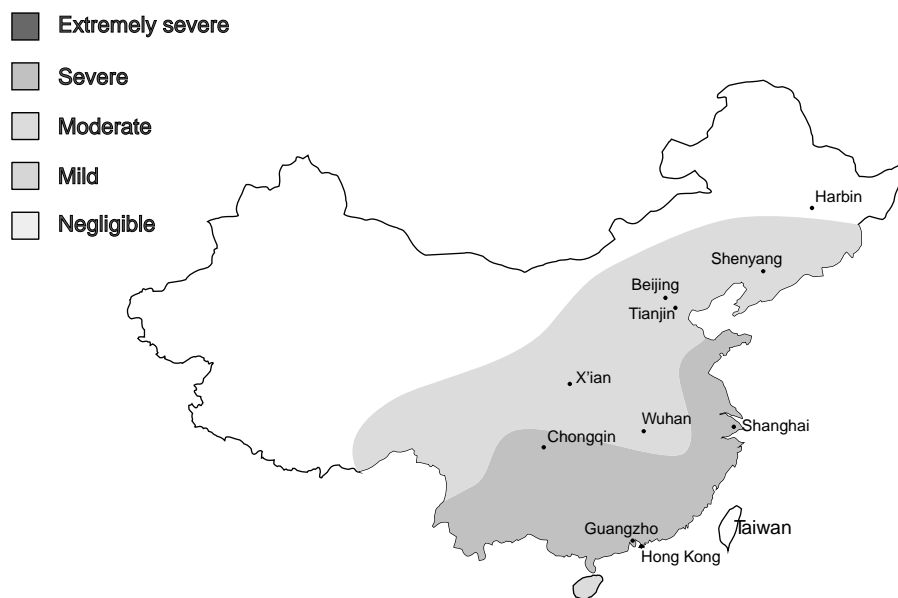 Extremely severe
Severe
Moderate
Mild
Negligible
Harbin
Shenyang
Beijing
Tianjin
X'ian
Wuhan
Shanghai
Chongqin
Guangzho
Taiwan
Hong Kong